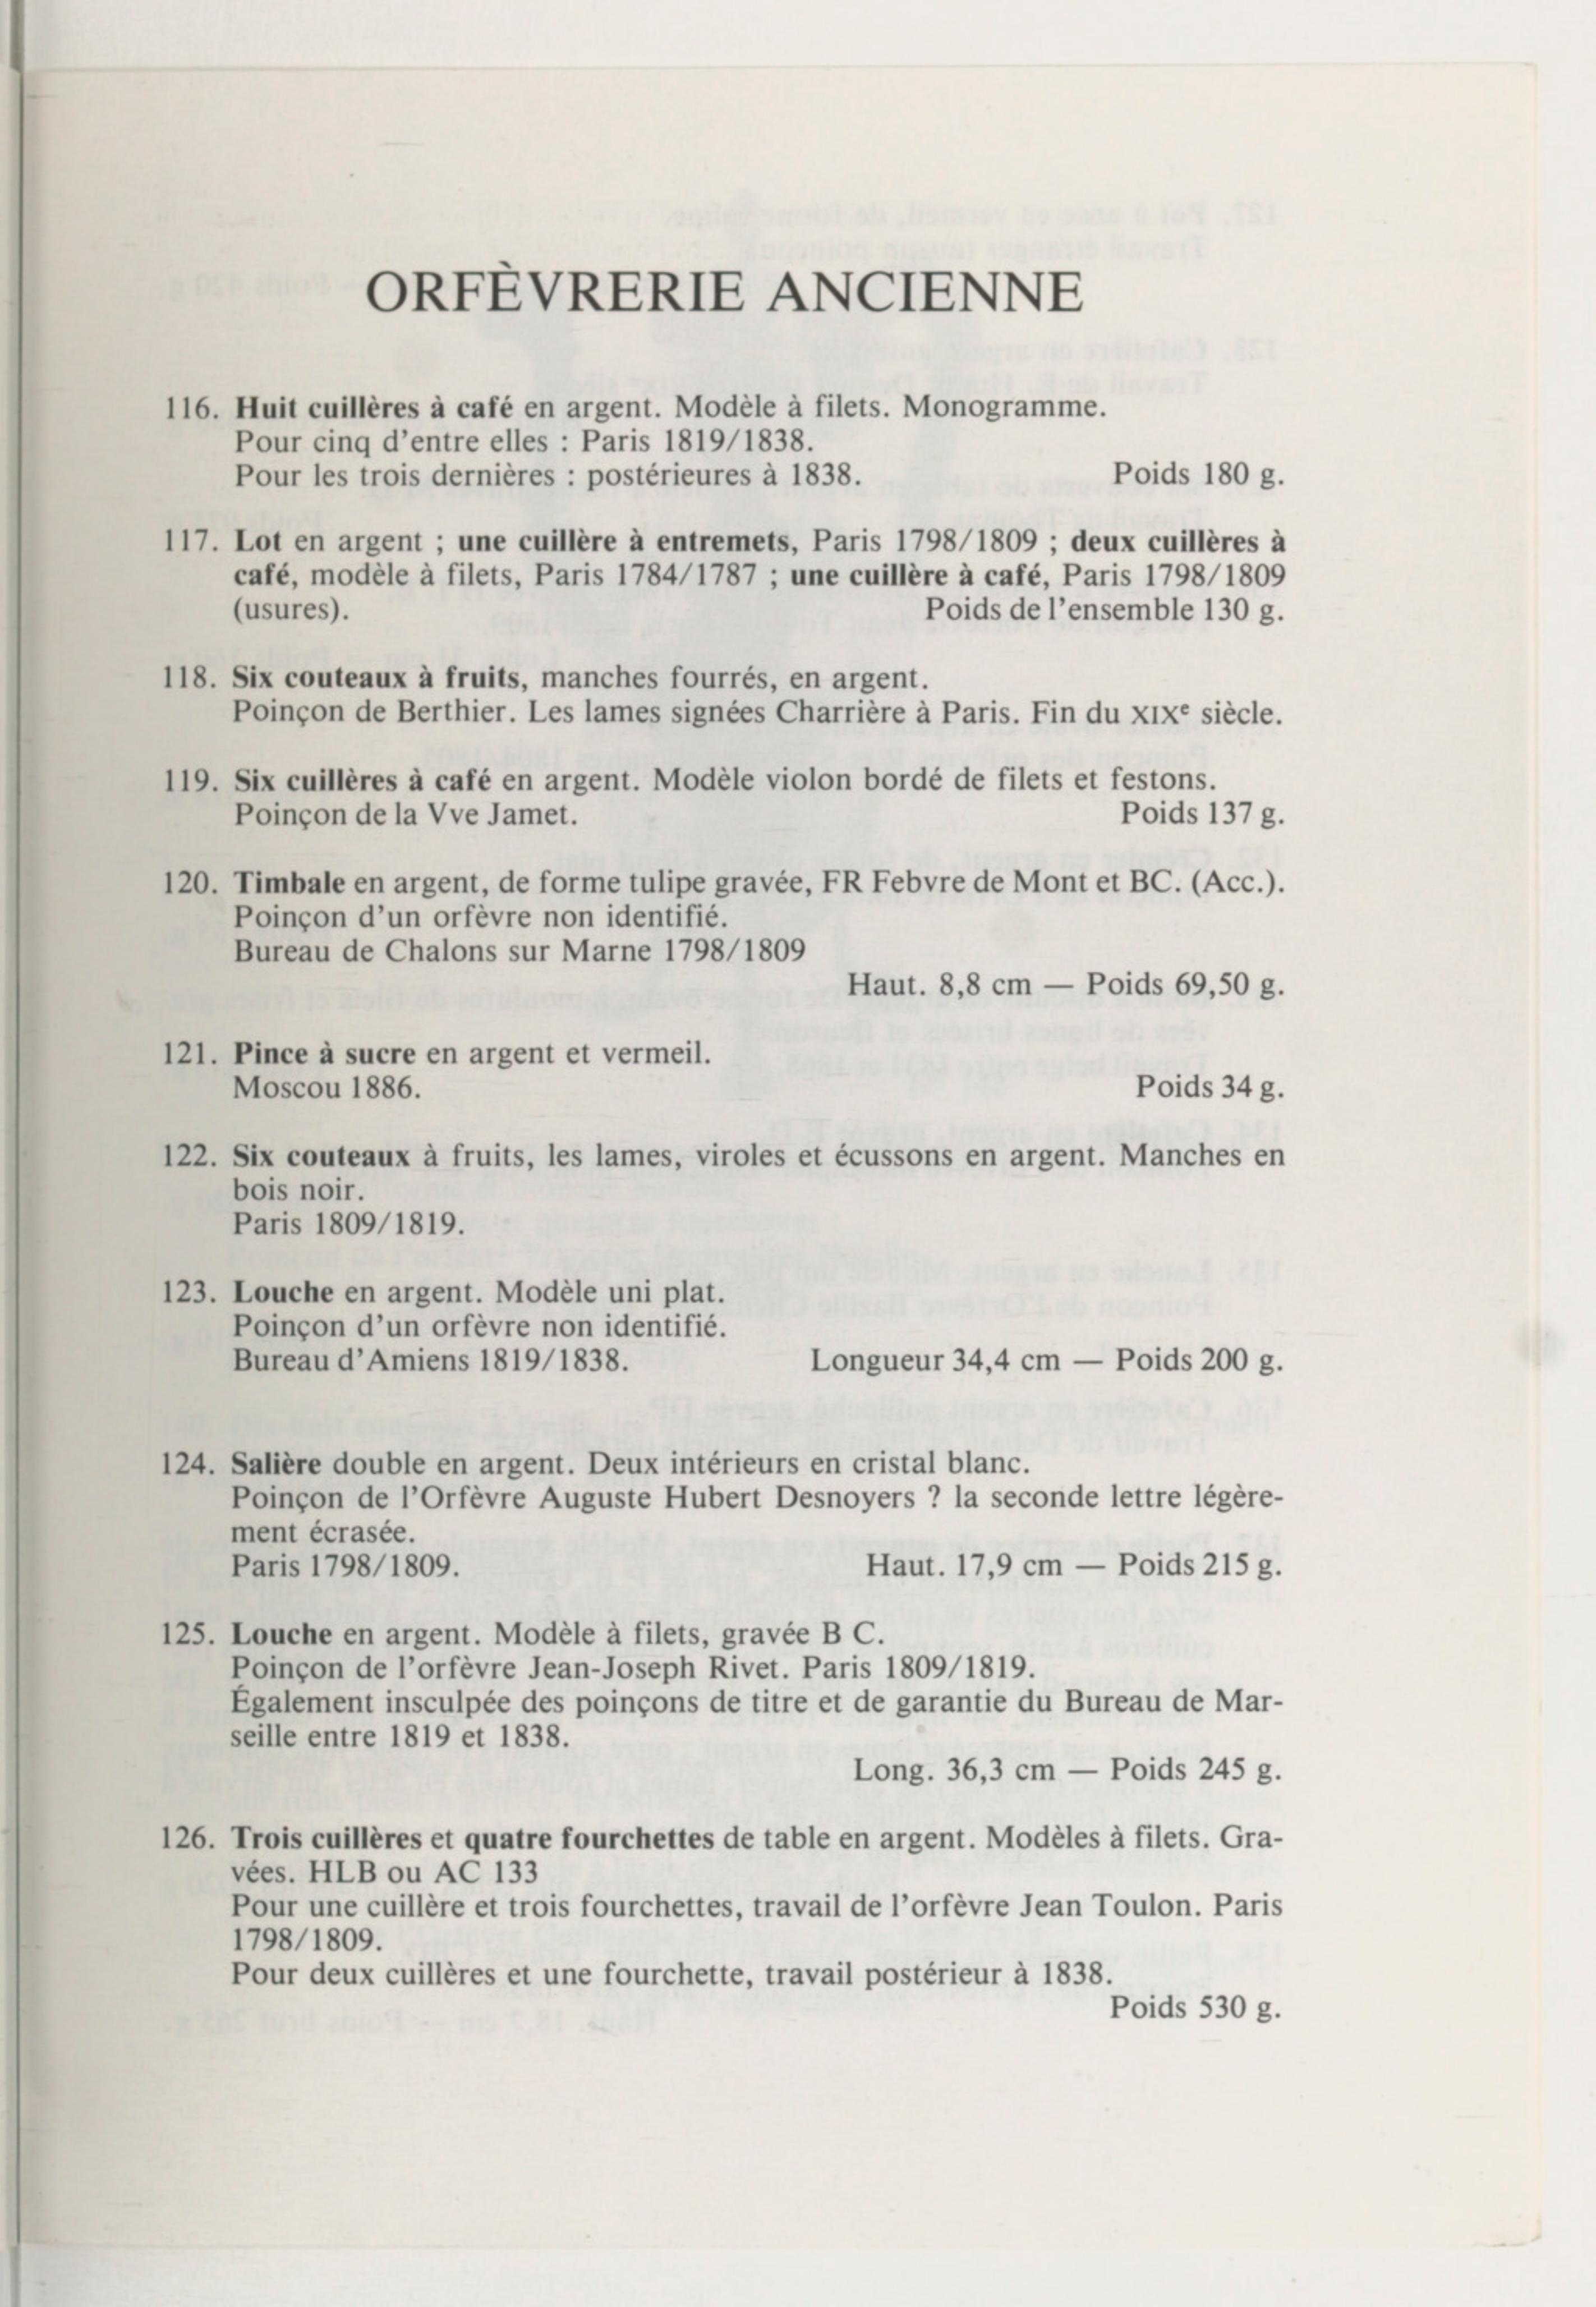 ORFÈVRERIE ANCIENNE
116. Huit cuillères à café en argent. Modèle à filets. Monogramme.
Pour cinq d'entre elles : Paris 1819/1838.
Pour les trois dernières : postérieures à 1838. Poids 180 g.
117. Lot en argent ; une cuillère à entremets, Paris 1798/1809 ; deux cuillères à
café, modèle à filets, Paris 1784/1787 ; une cuillère à café, Paris 1798/1809
(usures). Poids de l'ensemble 130 g.
118. Six couteaux à fruits, manches fourrés, en argent.
Poinçon de Berthier. Les lames signées Charrière à Paris. Fin du XIXe siècle.
119. Six cuillères à café en argent. Modèle violon bordé de filets et festons.
Poinçon de la Vve Jamet. Poids 137 g.
120. Timbale en argent, de forme tulipe gravée, FR Febvre de Mont et BC. (Acc.).
Poinçon d'un orfèvre non identifié.
Bureau de Chalons sur Marne 1798/1809
Haut. 8,8 cm — Poids 69,50 g.
121. Pince à sucre en argent et vermeil.
Moscou 1886. Poids 34 g.
122. Six couteaux à fruits, les lames, viroles et écussons en argent. Manches en
bois noir.
Paris 1809/1819.
123. Louche en argent. Modèle uni plat.
Poinçon d'un orfèvre non identifié.
Bureau d'Amiens 1819/1838. Longueur 34,4 cm — Poids 200 g.
124. Salière double en argent. Deux intérieurs en cristal blanc.
Poinçon de l'Orfèvre Auguste Hubert Desnoyers ? la seconde lettre légère-
ment écrasée.
Paris 1798/1809. Haut. 17,9 cm — Poids 215 g.
125. Louche en argent. Modèle à filets, gravée B C.
Poinçon de l'orfèvre Jean-Joseph Rivet. Paris 1809/1819.
Également insculpée des poinçons de titre et de garantie du Bureau de Mar-
seille entre 1819 et 1838.
Long. 36,3 cm — Poids 245 g.
126. Trois cuillères et quatre fourchettes de table en argent. Modèles à filets. Gra-
vées. HLB ou AC 133
Pour une cuillère et trois fourchettes, travail de l'orfèvre Jean Toulon. Paris
1798/1809.
Pour deux cuillères et une fourchette, travail postérieur à 1838.
Poids 530 g.